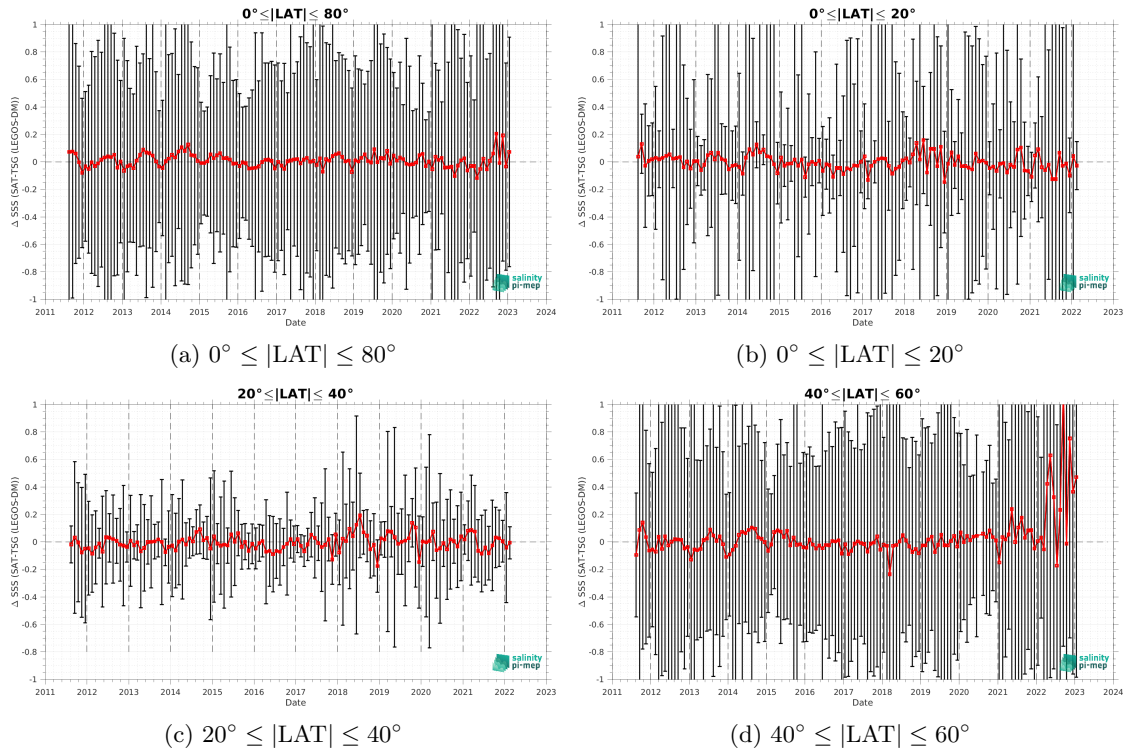 0°≤|LAT|≤ 80°
Δ SSS (SAT-TSG (LEGOS-DM))
1
0.8
0.6
0.4
0.2
0
-0.2
-0.4
-0.6
-0.8
-1
2011 2012 2013 2014 2015 2016 2017 2018 2019 2020 2021 2022 2023 2024
Date
salinity
pi-mep
(a) 0° ≤ |LAT| ≤ 80°
0°≤|LAT|≤ 20°
Δ SSS (SAT-TSG (LEGOS-DM))
1
0.8
0.6
0.4
0.2
0
-0.2
-0.4
-0.6
-0.8
-1
2011 2012 2013 2014 2015 2016 2017 2018 2019 2020 2021 2022 2023
Date
salinity
pi-mep
(b) 0° ≤ |LAT| ≤ 20°
20°≤|LAT|≤ 40°
Δ SSS (SAT-TSG (LEGOS-DM))
1
0.8
0.6
0.4
0.2
0
-0.2
-0.4
-0.6
-0.8
-1
2011 2012 2013 2014 2015 2016 2017 2018 2019 2020 2021 2022 2023
Date
salinity
pi-mep
(c) 20° ≤ |LAT| ≤ 40°
40°≤|LAT|≤ 60°
Δ SSS (SAT-TSG (LEGOS-DM))
1
0.8
0.6
0.4
0.2
0
-0.2
-0.4
-0.6
-0.8
-1
2011 2012 2013 2014 2015 2016 2017 2018 2019 2020 2021 2022 2023 2024
Date
salinity
pi-mep
(d) 40° ≤ |LAT| ≤ 60°